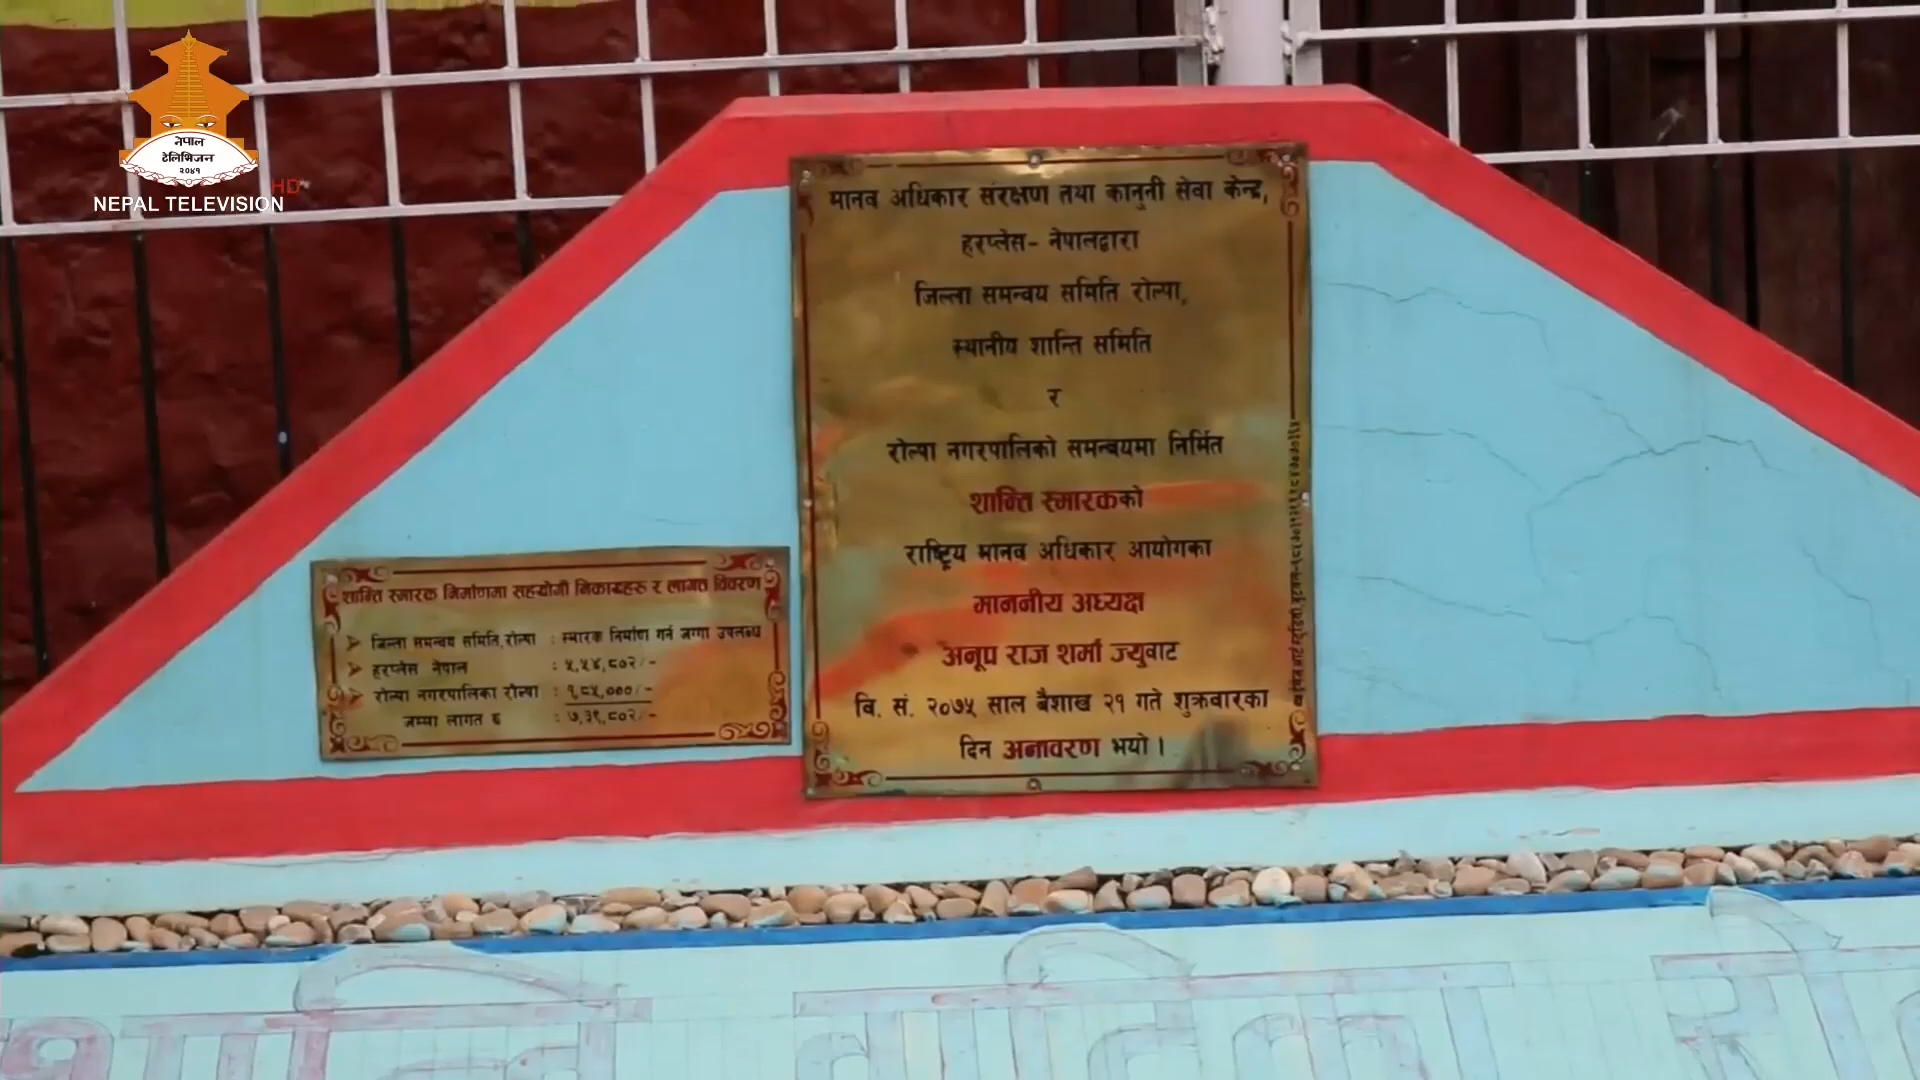 नेपाल
टेलिभिजन
२०४१
HD
NEPAL TELEVISION
मानव अधिकार संरक्षण तथा कानुनी सेवा केन्द्र,
हरप्लेस- नेपालद्वारा
जिल्ला समन्वय समिति रोल्पा,
स्थानीय शान्ति समिति
र
रोल्पा नगरपालिको समन्वयमा निर्मित
शान्ति स्मारकको
राष्ट्रिय मानव अधिकार आयोगका
माननीय अध्यक्ष
अनूप राज शर्मा ज्युवाट
वि. सं. २०७५ साल बैशाख २१ गते शुक्रबारका
दिन अनावरण भयो ।
शान्ति स्मारक निर्माणमा सहयोगी निकायहरु र लागत विवरण
जिल्ला समन्वय समिति, रोल्पा : स्मारक निर्माण गर्न जग्गा उपलब्ध
हरप्लेस नेपाल : ५,५४,८०२/-
रोल्पा नगरपालिका रोल्पा : १,८५,०००/-
जम्मा लागत रु : ७,३९,८०२/-
शान्ति वाटिका